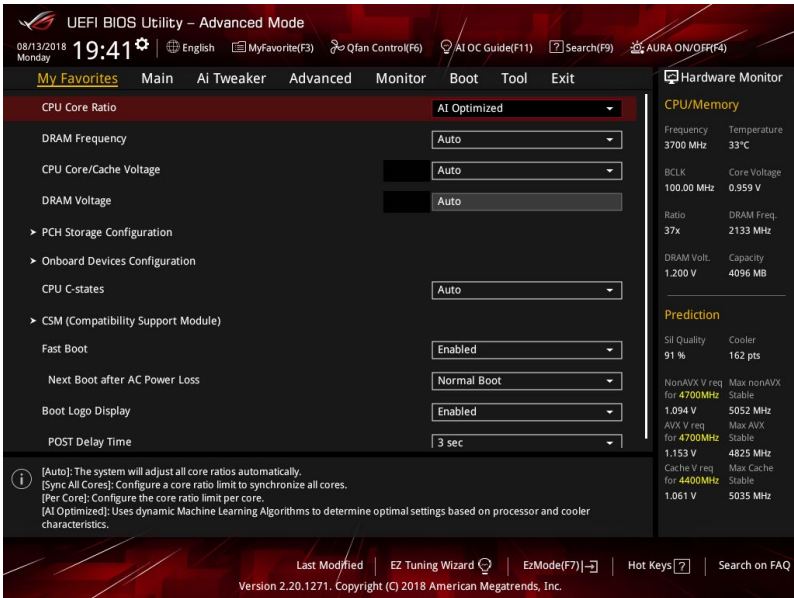 UEFI BIOS Utility – Advanced Mode
08/13/2018 Monday 19:41 English MyFavorite(F3) Qfan Control(F6) AI OC Guide(F11) Search(F9) AURA ON/OFF(F4)
My Favorites Main Ai Tweaker Advanced Monitor Boot Tool Exit
CPU Core Ratio AI Optimized
DRAM Frequency Auto
CPU Core/Cache Voltage Auto
DRAM Voltage Auto
> PCH Storage Configuration
> Onboard Devices Configuration
CPU C-states Auto
> CSM (Compatibility Support Module)
Fast Boot Enabled
Next Boot after AC Power Loss Normal Boot
Boot Logo Display Enabled
POST Delay Time 3 sec
[Auto]: The system will adjust all core ratios automatically.
[Sync All Cores]: Configure a core ratio limit to synchronize all cores.
[Per Core]: Configure the core ratio limit per core.
[AI Optimized]: Uses dynamic Machine Learning Algorithms to determine optimal settings based on processor and cooler
characteristics.
Hardware Monitor
CPU/Memory
Frequency Temperature
3700 MHz 33°C
BCLK Core Voltage
100.00 MHz 0.959 V
Ratio DRAM Freq.
37x 2133 MHz
DRAM Volt. Capacity
1.200 V 4096 MB
Prediction
Sil Quality Cooler
91 % 162 pts
NonAVX V req Max nonAVX
for 4700MHz Stable
1.094 V 5052 MHz
AVX V req Max AVX
for 4700MHz Stable
1.153 V 4825 MHz
Cache V req Max Cache
for 4400MHz Stable
1.061 V 5035 MHz
Last Modified EZ Tuning Wizard EzMode(F7) Hot Keys ? Search on FAQ
Version 2.20.1271. Copyright (C) 2018 American Megatrends, Inc.